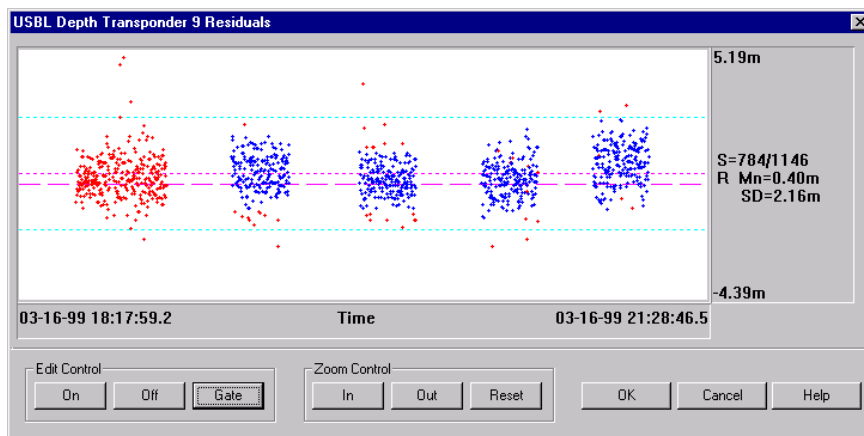 USBL Depth Transponder 9 Residuals
5.19m
S=784/1146
R Mn=0.40m
SD=2.16m
-4.39m
03-16-99 18:17:59.2 Time 03-16-99 21:28:46.5
Edit Control
On Off Gate
Zoom Control
In Out Reset
OK Cancel Help